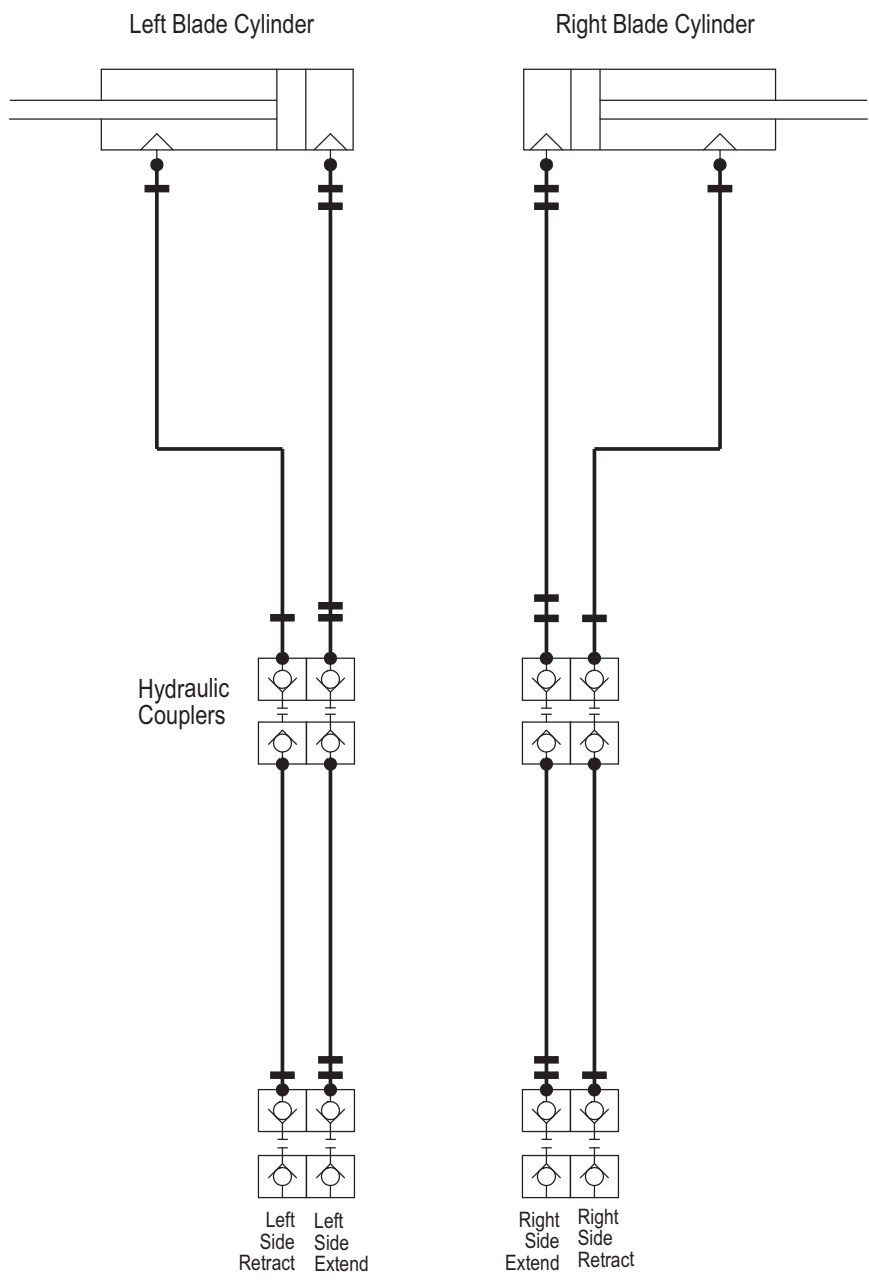 Left Blade Cylinder
Right Blade Cylinder
Hydraulic
Couplers
Left
Side
Retract
Left
Side
Extend
Right
Side
Extend
Right
Side
Retract